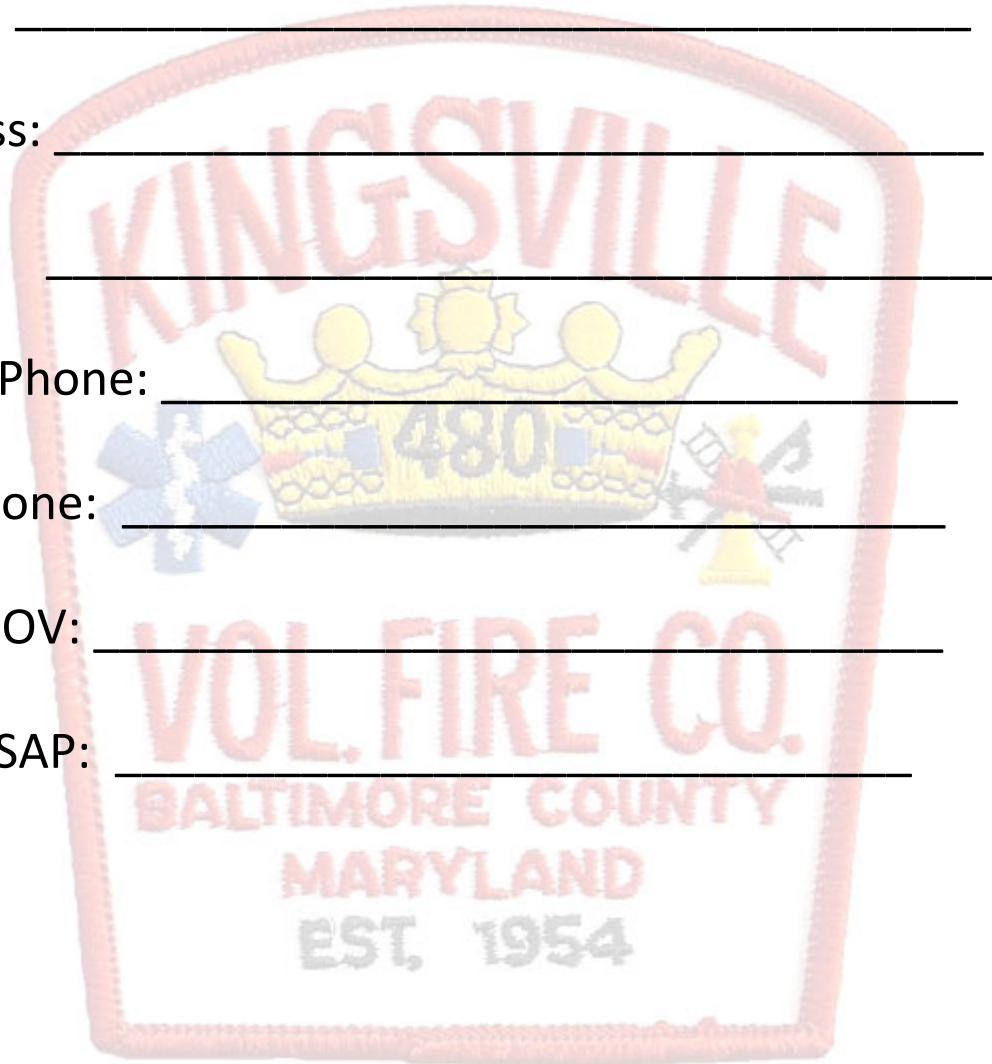 ss:
KINGSVILLE
Phone:
480
one:
OV:
VOL. FIRE CO.
SAP:
BALTIMORE COUNTY
MARYLAND
EST. 1954